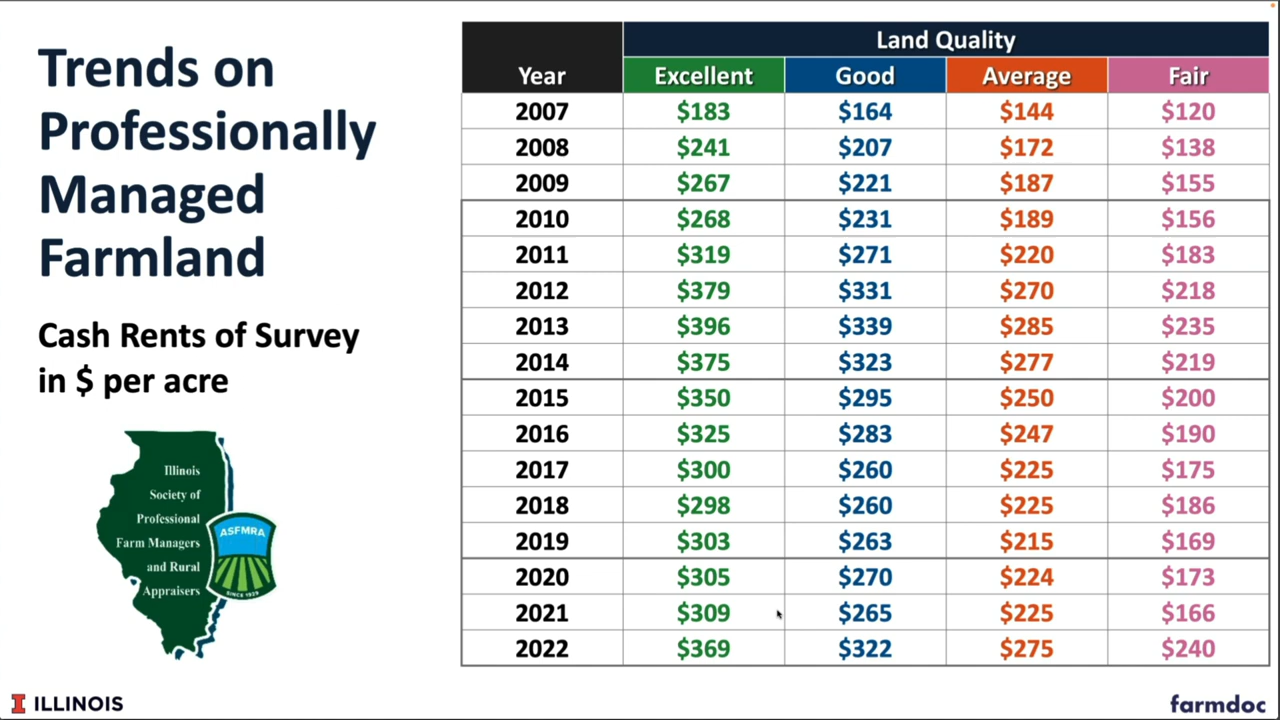 Trends on
Professionally
Managed
Farmland
Cash Rents of Survey
in $ per acre
Illinois
Society of
Professional
Farm Managers
and Rural
Appraisers
ASFMRA
SINCE 1929
Land Quality
Year Excellent Good Average Fair
2007 $183 $164 $144 $120
2008 $241 $207 $172 $138
2009 $267 $221 $187 $155
2010 $268 $231 $189 $156
2011 $319 $271 $220 $183
2012 $379 $331 $270 $218
2013 $396 $339 $285 $235
2014 $375 $323 $277 $219
2015 $350 $295 $250 $200
2016 $325 $283 $247 $190
2017 $300 $260 $225 $175
2018 $298 $260 $225 $186
2019 $303 $263 $215 $169
2020 $305 $270 $224 $173
2021 $309 $265 $225 $166
2022 $369 $322 $275 $240
I ILLINOIS
farmdoc